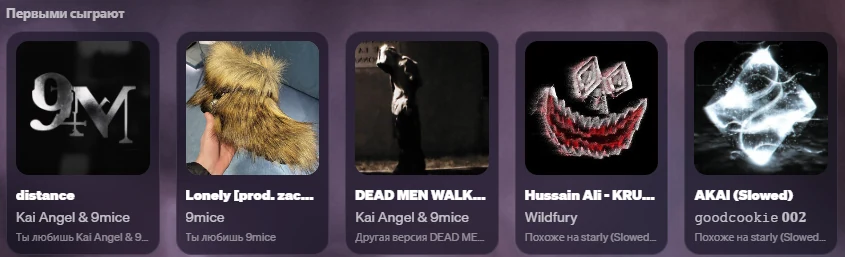 Первыми сыграют
9M
distance
Kai Angel & 9mice
Ты любишь Kai Angel & 9...
Lonely [prod. zac...
9mice
Ты любишь 9mice
DEAD MEN WALK...
Kai Angel & 9mice
Другая версия DEAD ME...
Hussain Ali - KRU...
Wildfury
Похоже на starly (Slowed...
AKAI (Slowed)
goodcookie 002
Похоже на starly (Slowed...